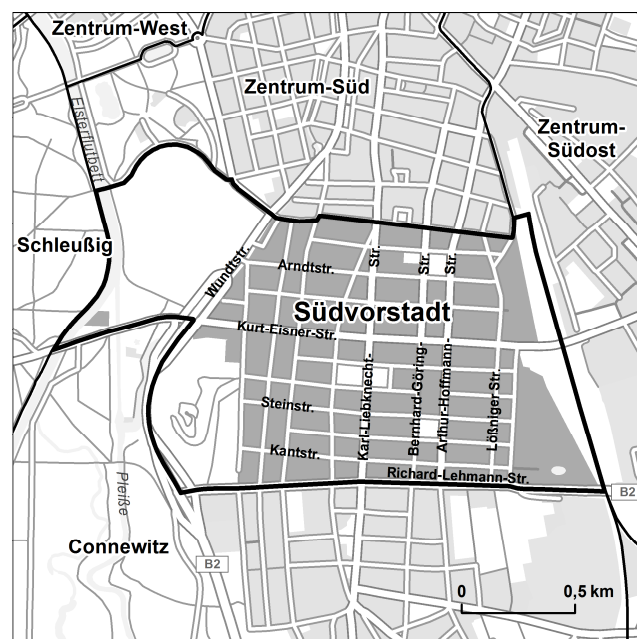 Zentrum-West
Zentrum-Süd
Elsterflutbett
Zentrum-
Südost
Schleußig
Wundtstr.
Arndtstr.
Str.
Str.
Str.
Südvorstadt
Kurt-Eisner-Str.
Karl-Liebknecht-
Bernhard-Göring-
Arthur-Hoffmann-
Lößniger Str.
Steinstr.
Kantstr.
Richard-Lehmann-Str.
B2
Pleiße
Connewitz
B2
0 0,5 km